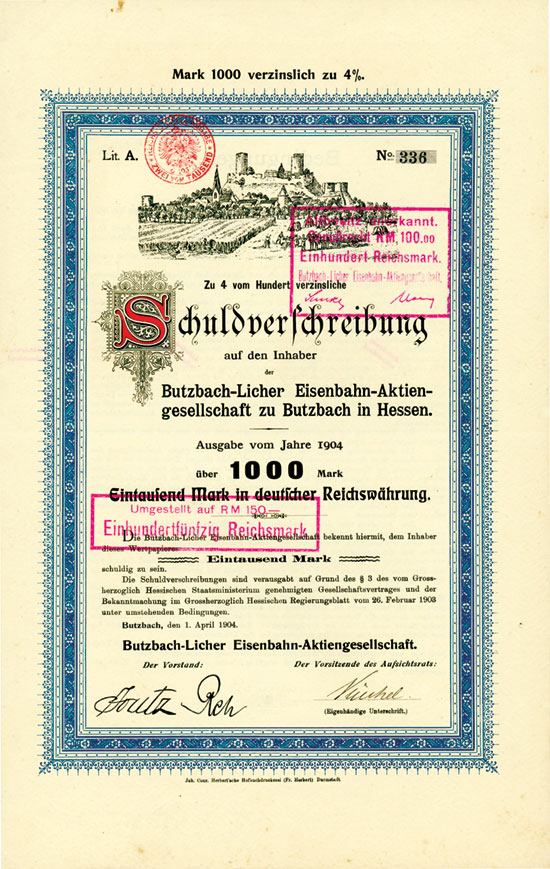 Mark 1000 verzinslich zu 4%.
Lit. A.
No. 336
TAUSEND
Altbesitz anerkannt.
Genußrecht RM. 100.00
Einhundert Reichsmark.
Butzbach-Licher Eisenbahn-Aktiengesellschaft,
Zu 4 vom Hundert verzinsliche
Schuldverschreibung
auf den Inhaber
der
Butzbach-Licher Eisenbahn-Aktien-
gesellschaft zu Butzbach in Hessen.
Ausgabe vom Jahre 1904
über 1000 Mark
Eintausend Mark in deutscher Reichswährung.
Umgestellt auf RM 150.—
Einhundertfünfzig Reichsmark
Die Butzbach-Licher Eisenbahn-Aktiengesellschaft bekennt hiermit, dem Inhaber
dieses Wertpapieres
Eintausend Mark
schuldig zu sein.
Die Schuldverschreibungen sind verausgabt auf Grund des § 3 des vom Gross-
herzoglich Hessischen Staatsministerium genehmigten Gesellschaftsvertrages und der
Bekanntmachung im Grossherzoglich Hessischen Regierungsblatt vom 26. Februar 1903
unter umstehenden Bedingungen.
Butzbach, den 1. April 1904.
Butzbach-Licher Eisenbahn-Aktiengesellschaft.
Der Vorstand:
Der Vorsitzende des Aufsichtsrats:
(Eigenhändige Unterschrift.)
Joh. Conr. Herbert'sche Hofbuchdruckerei (Fr. Herbert) Darmstadt.